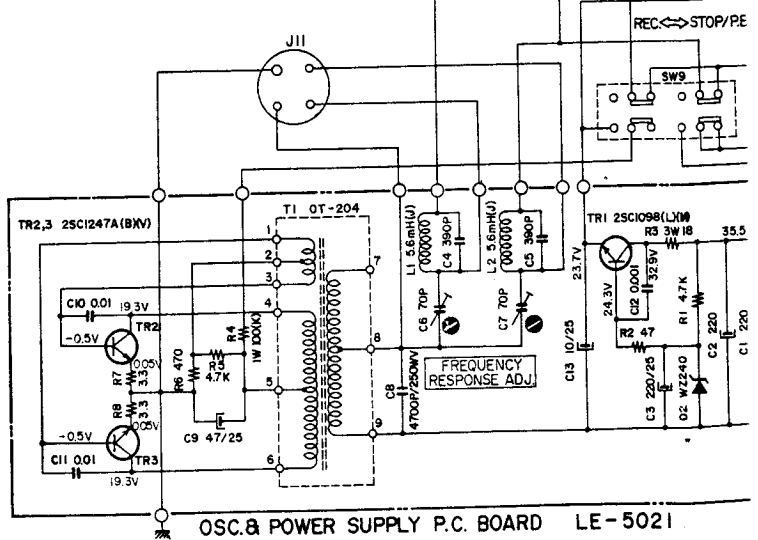 REC.⇔STOP/P.B
J11
SW9
TR2,3 2SC1247A(B)(V)
T1 OT-204
1
2
3
4
5
6
7
8
9
C10 0.01
19.3V
-0.5V
TR2
0.05V
R7 3.3
R8 3.3
0.05V
-0.5V
C11 0.01
TR3
19.3V
R6 470
R5 4.7K
R4 1W 100(K)
C9 47/25
L1 5.6mH(J)
C4 390P
C6 70P
L2 5.6mH(J)
C5 390P
C7 70P
FREQUENCY
RESPONSE ADJ.
C8 4700P/250WV
TR1 2SC1098(L)(M)
R3 3W 18
35.5
23.7V
24.3V
C12 0.001
32.9V
R1 4.7K
R2 47
C13 10/25
C3 220/25
D2 WZ240
C2 220
C1 220
OSC. & POWER SUPPLY P.C. BOARD LE-5021